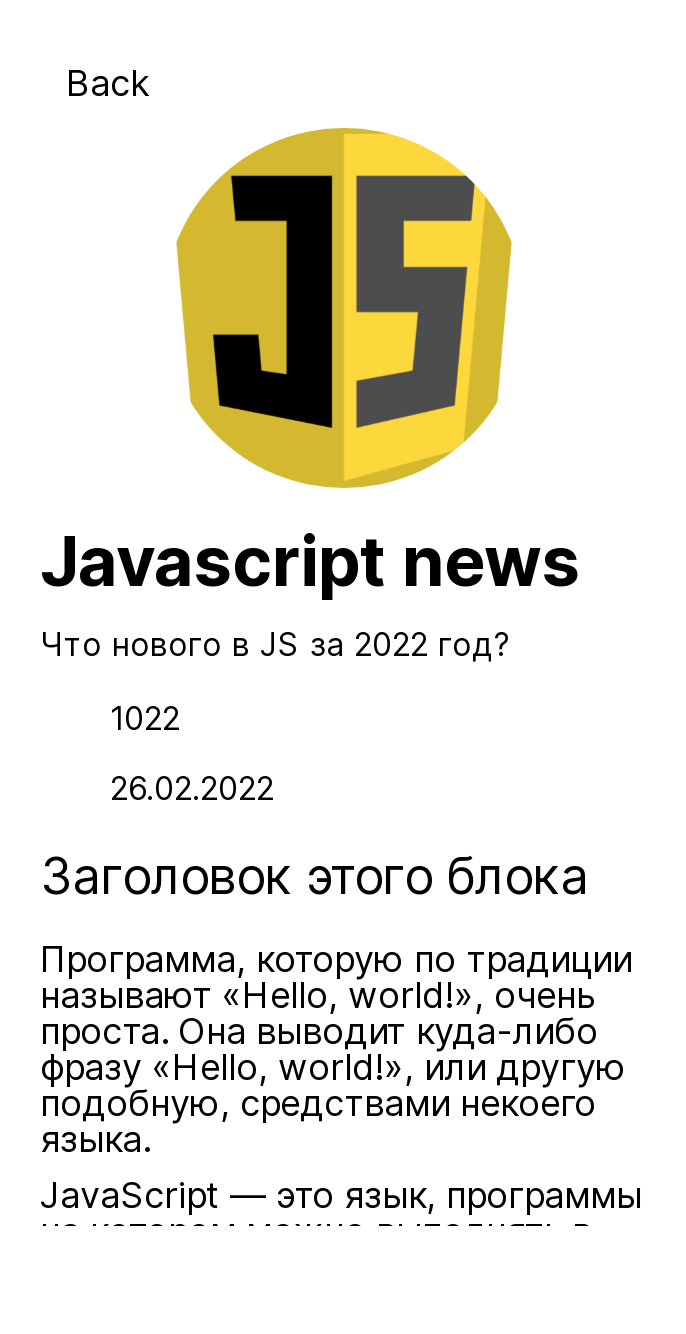 Back
JS
Javascript news
Что нового в JS за 2022 год?
1022
26.02.2022
Заголовок этого блока
Программа, которую по традиции
называют «Hello, world!», очень
проста. Она выводит куда-либо
фразу «Hello, world!», или другую
подобную, средствами некоего
языка.
JavaScript — это язык, программы